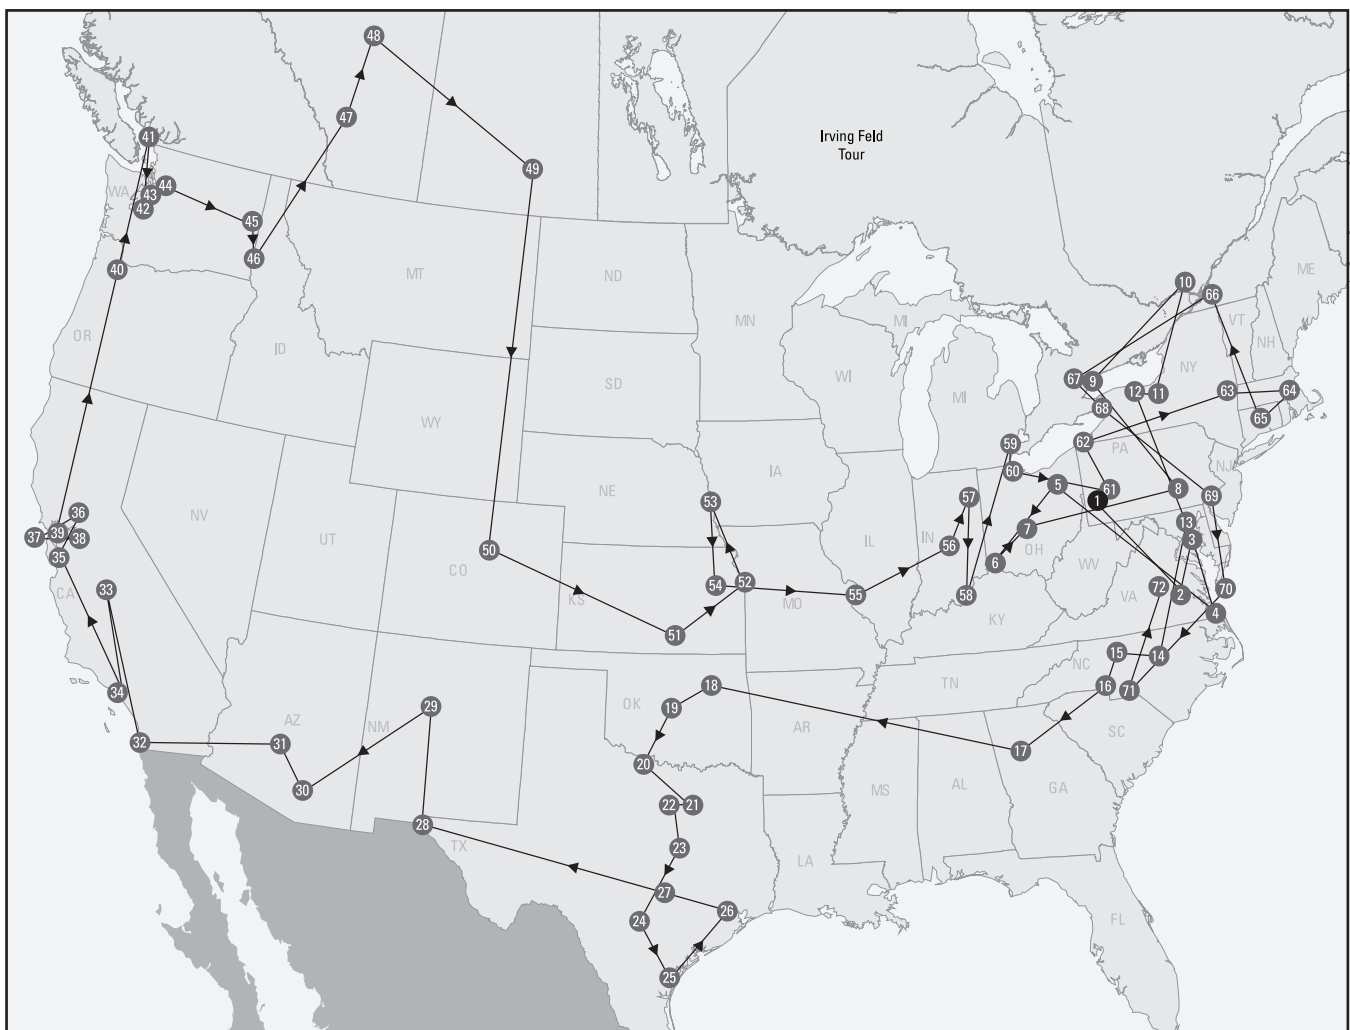 48
Irving Feld
Tour
41
47
49
WA
44
43
42
45
46
40
MT
ND
MN
MI
ME
10
66
VT
NH
OR
ID
SD
WI
MI
NY
67
9
12
11
63
64
68
65
WY
59
62
PA
NJ
IA
60
5
61
8
69
NE
53
57
1
36
NV
39
37
38
35
UT
50
CO
IL
IN
56
7
OH
6
13
3
WV
33
CA
KS
54
52
MO
55
58
VA
72
2
70
4
KY
51
34
15
14
NC
16
71
18
TN
OK
19
29
NM
AZ
AR
SC
32
31
17
20
30
22
21
MS
AL
GA
28
TX
23
LA
27
24
26
FL
25